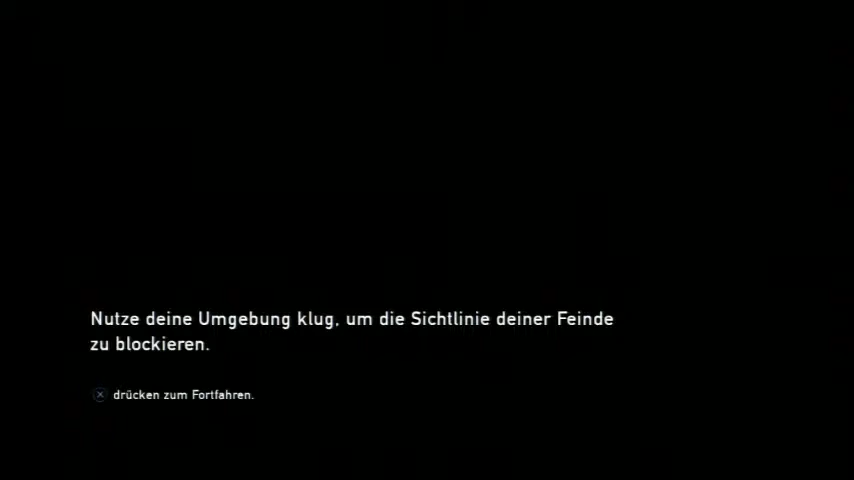 Nutze deine Umgebung klug, um die Sichtlinie deiner Feinde
zu blockieren.
drücken zum Fortfahren.